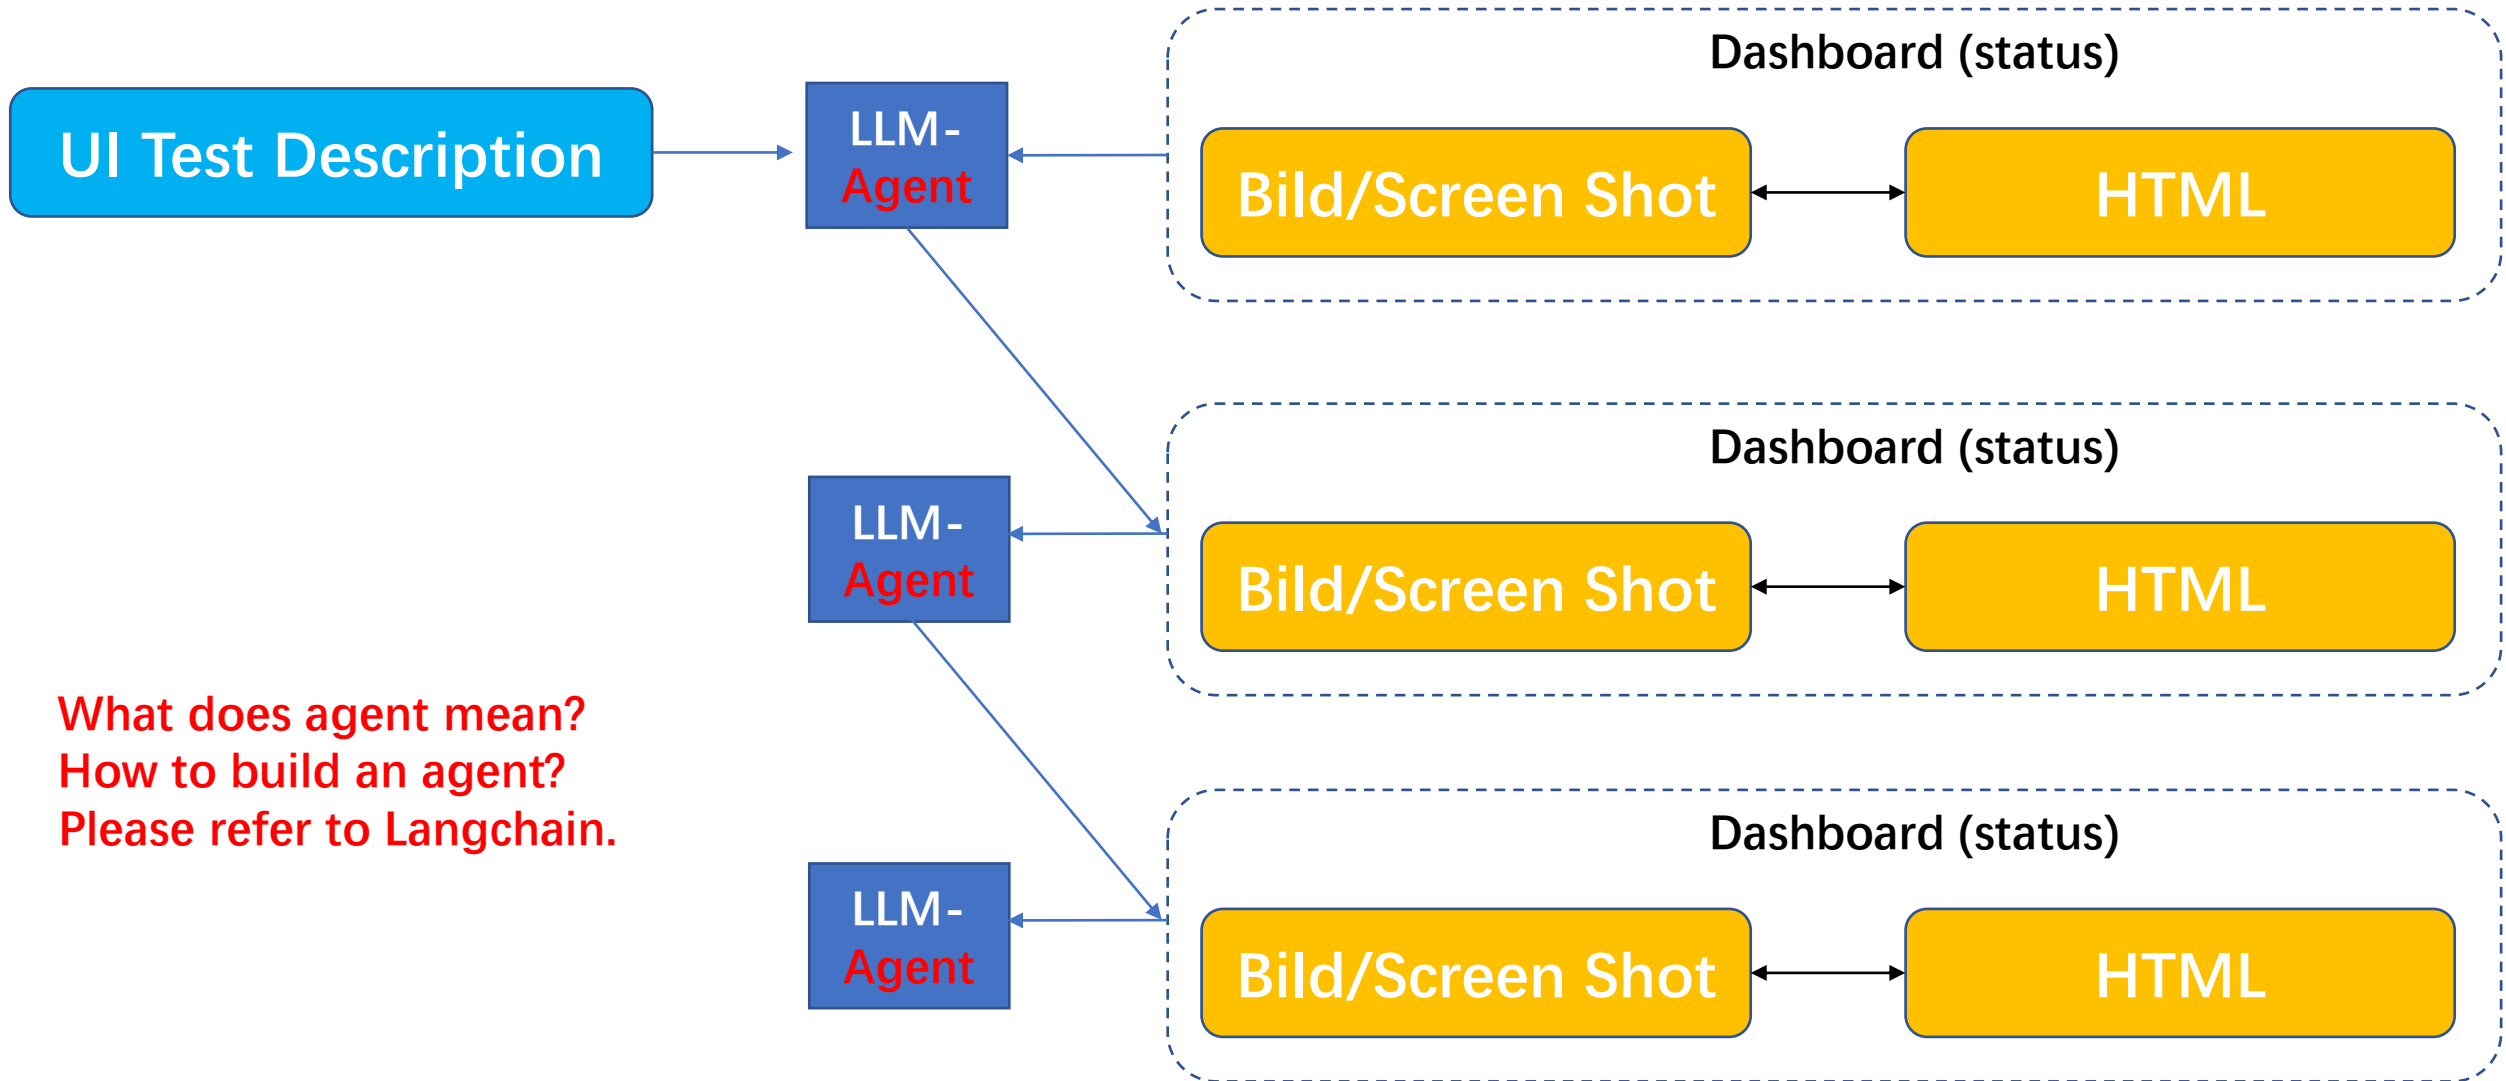 Dashboard (status)
UI Test Description
LLM-
Agent
Bild/Screen Shot
HTML
Dashboard (status)
LLM-
Agent
Bild/Screen Shot
HTML
What does agent mean?
How to build an agent?
Please refer to Langchain.
Dashboard (status)
LLM-
Agent
Bild/Screen Shot
HTML